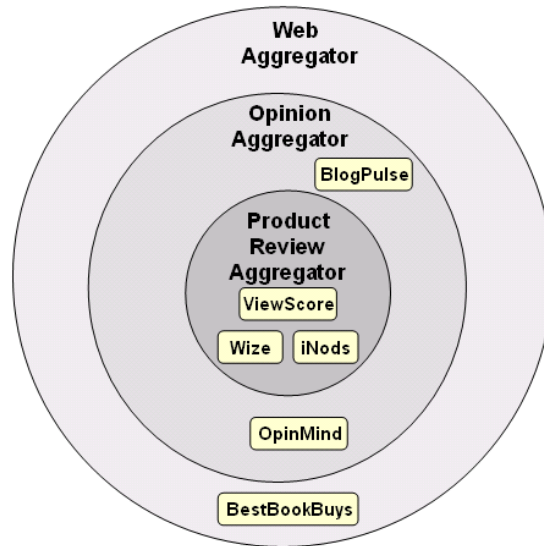 Web
Aggregator
Opinion
Aggregator
BlogPulse
Product
Review
Aggregator
ViewScore
Wize
iNods
OpinMind
BestBookBuys